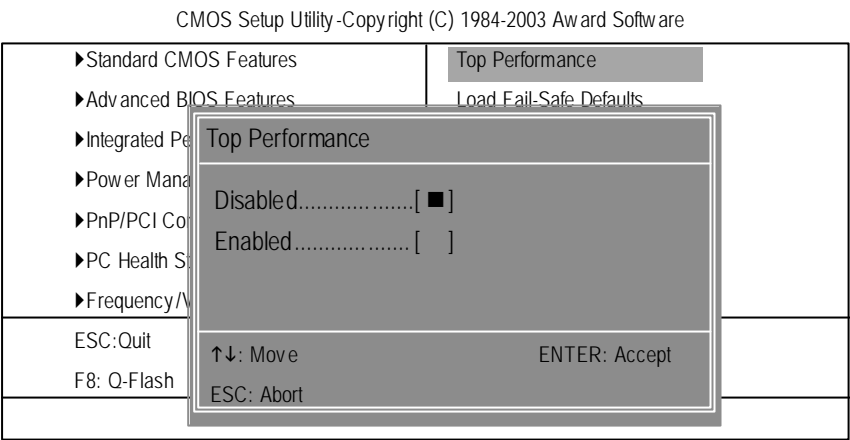 CMOS Setup Utility-Copyright (C) 1984-2003 Award Software
▶Standard CMOS Features
▶Advanced BIOS Features
▶Integrated Pe
▶Power Mana
▶PnP/PCI Co
▶PC Health S
▶Frequency/V
ESC:Quit
F8: Q-Flash
Top Performance
Load Fail-Safe Defaults
Top Performance
Disabled....................[ ■ ]
Enabled....................[   ]
↑↓: Move
ENTER: Accept
ESC: Abort